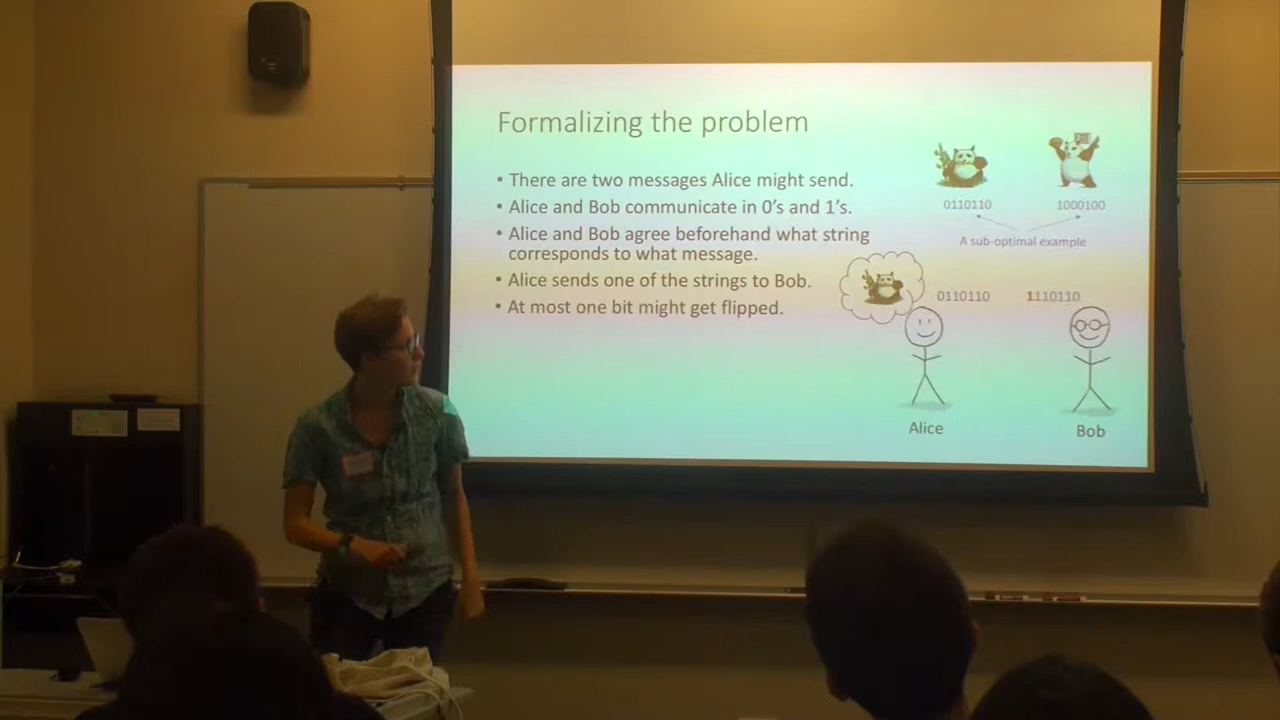 Formalizing the problem
• There are two messages Alice might send.
• Alice and Bob communicate in 0's and 1's.
• Alice and Bob agree beforehand what string
corresponds to what message.
• Alice sends one of the strings to Bob.
• At most one bit might get flipped.
EXIT
0110110 1000100
A sub-optimal example
0110110 1110110
Alice Bob